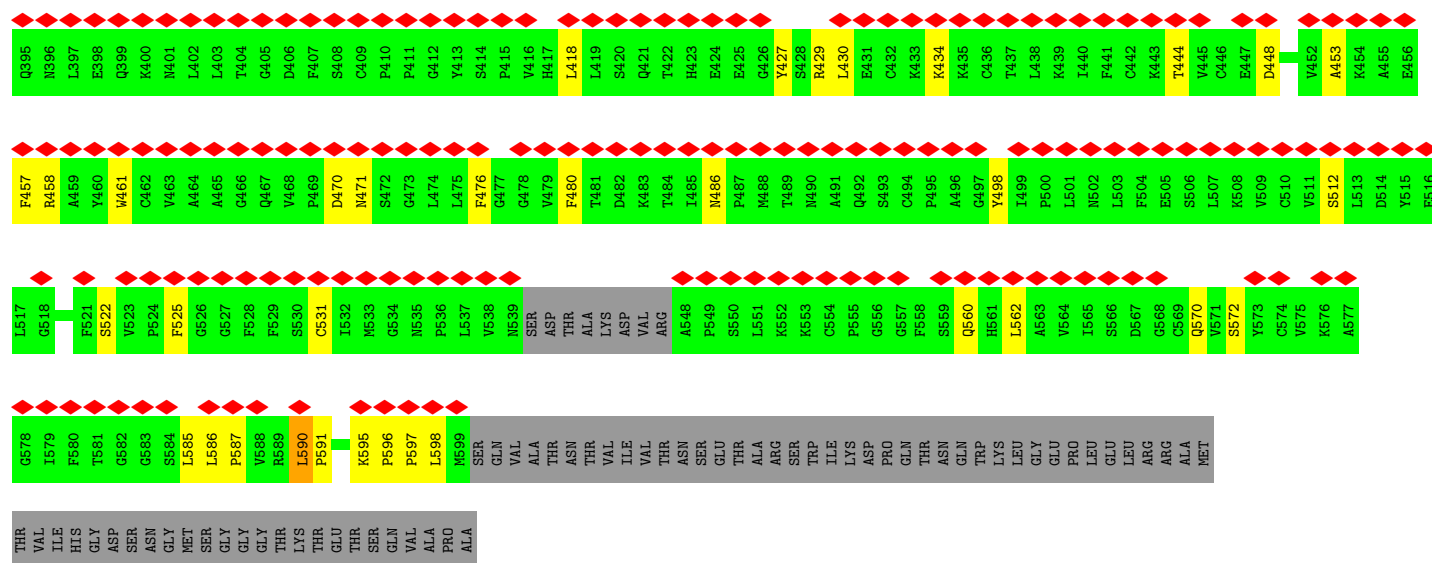 Q395 N396 L397 E398 Q399 K400 N401 L402 L403 T404 G405 D406 F407 S408 C409 P410 P411 G412 Y413 S414 P415 V416 H417 L418 L419 S420 Q421 T422 H423 E424 E425 G426 Y427 S428 R429 L430 E431 C432 K433 K434 K435 C436 T437 L438 K439 I440 F441 C442 K443 T444 V445 C446 E447 D448 V452 A453 K454 A455 E456
F457 R458 A459 Y460 W461 C462 V463 A464 A465 G466 Q467 V468 P469 D470 N471 S472 G473 L474 L475 F476 G477 G478 V479 F480 T481 D482 K483 T484 I485 N486 P487 M488 T489 N490 A491 Q492 S493 C494 P495 A496 G497 Y498 I499 P500 L501 N502 L503 F504 E505 S506 L507 K508 V509 C510 V511 S512 L513 D514 Y515 E516
L517 G518 F521 S522 V523 P524 F525 G526 G527 F528 F529 S530 C531 I532 M533 G534 N535 P536 L537 V538 N539 SER ASP THR ALA LYS ASP VAL ARG A548 P549 S550 L551 K552 K553 C554 P555 G556 G557 F558 S559 Q560 H561 L562 A563 V564 I565 S566 D567 G568 C569 Q570 V571 S572 Y573 C574 V575 K576 A577
G578 I579 F580 T581 G582 G583 S584 L585 L586 P587 V588 R589 L590 P591 K595 P596 P597 L598 M599 SER GLN VAL ALA THR ASN THR VAL ILE VAL THR ASN SER GLU THR ALA ARG SER TRP ILE LYS ASP PRO GLN THR ASN GLN TRP LYS LEU GLY GLU PRO LEU GLU LEU ARG ARG ALA MET
THR VAL ILE HIS GLY ASP SER ASN GLY MET SER GLY GLY GLY THR LYS THR GLU THR SER GLN VAL ALA PRO ALA